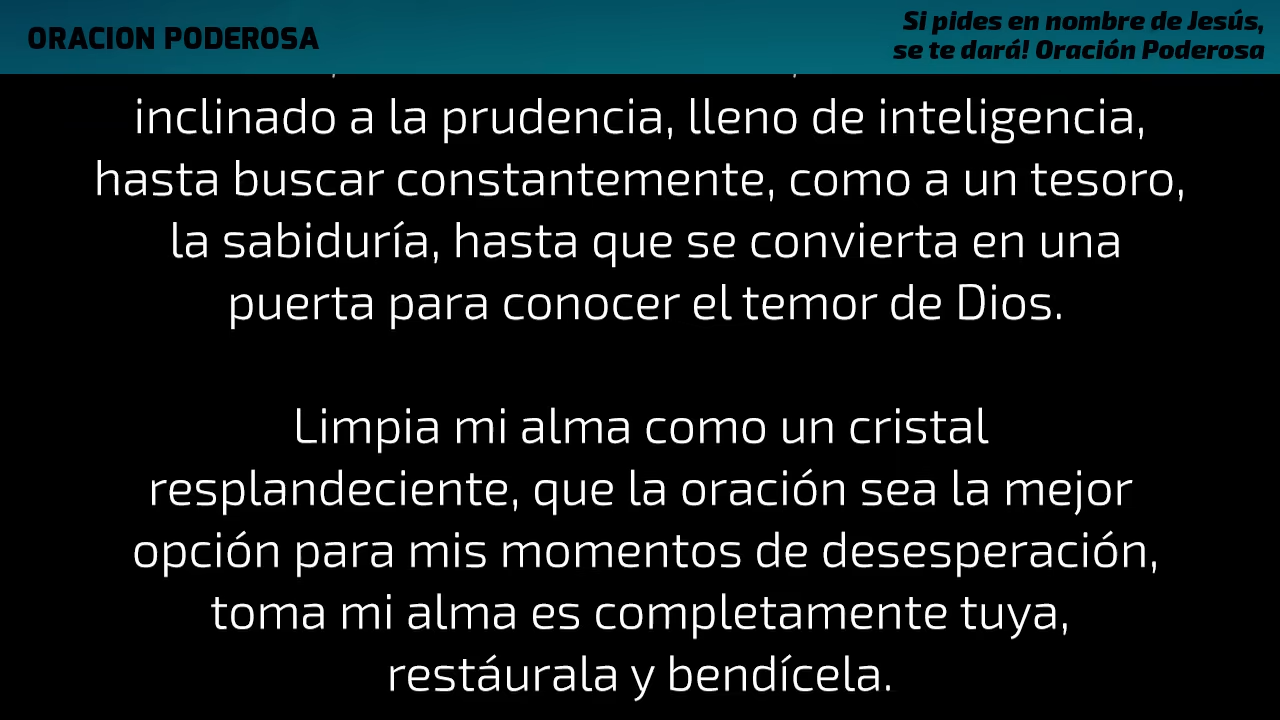 ORACION PODEROSA
Si pides en nombre de Jesús,
se te dará! Oración Poderosa
inclinado a la prudencia, lleno de inteligencia,
hasta buscar constantemente, como a un tesoro,
la sabiduría, hasta que se convierta en una
puerta para conocer el temor de Dios.
Limpia mi alma como un cristal
resplandeciente, que la oración sea la mejor
opción para mis momentos de desesperación,
toma mi alma es completamente tuya,
restáurala y bendícela.